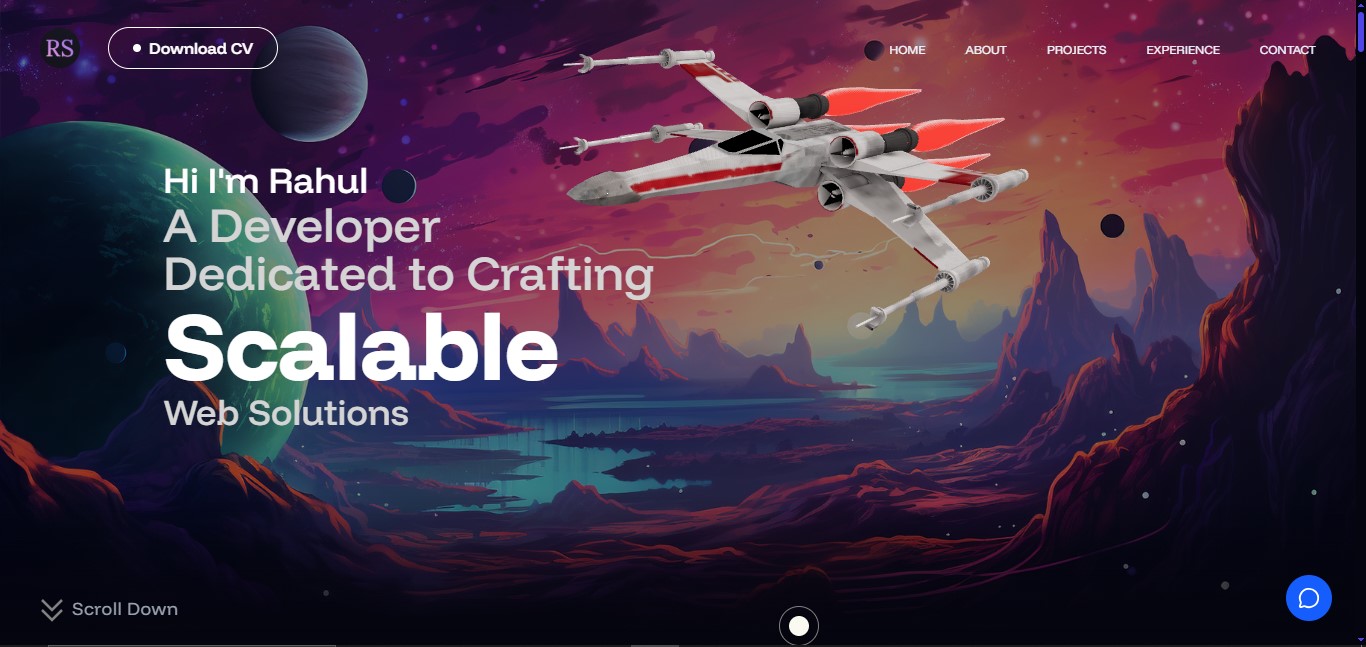 RS
Download CV
HOME
ABOUT
PROJECTS
EXPERIENCE
CONTACT
Hi I'm Rahul
A Developer
Dedicated to Crafting
Scalable
Web Solutions
Scroll Down